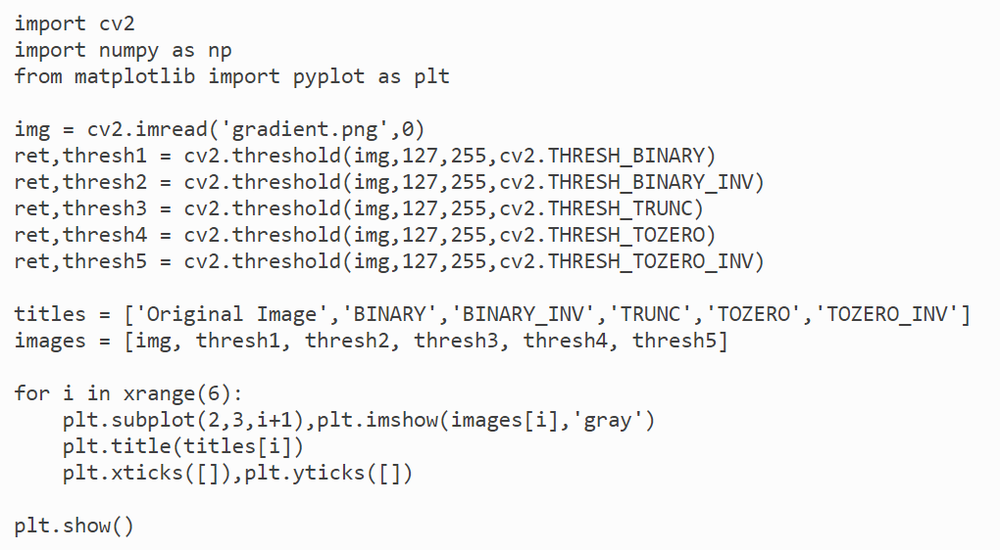 import cv2
import numpy as np
from matplotlib import pyplot as plt

img = cv2.imread('gradient.png',0)
ret,thresh1 = cv2.threshold(img,127,255,cv2.THRESH_BINARY)
ret,thresh2 = cv2.threshold(img,127,255,cv2.THRESH_BINARY_INV)
ret,thresh3 = cv2.threshold(img,127,255,cv2.THRESH_TRUNC)
ret,thresh4 = cv2.threshold(img,127,255,cv2.THRESH_TOZERO)
ret,thresh5 = cv2.threshold(img,127,255,cv2.THRESH_TOZERO_INV)

titles = ['Original Image','BINARY','BINARY_INV','TRUNC','TOZERO','TOZERO_INV']
images = [img, thresh1, thresh2, thresh3, thresh4, thresh5]

for i in xrange(6):
    plt.subplot(2,3,i+1),plt.imshow(images[i],'gray')
    plt.title(titles[i])
    plt.xticks([]),plt.yticks([])

plt.show()